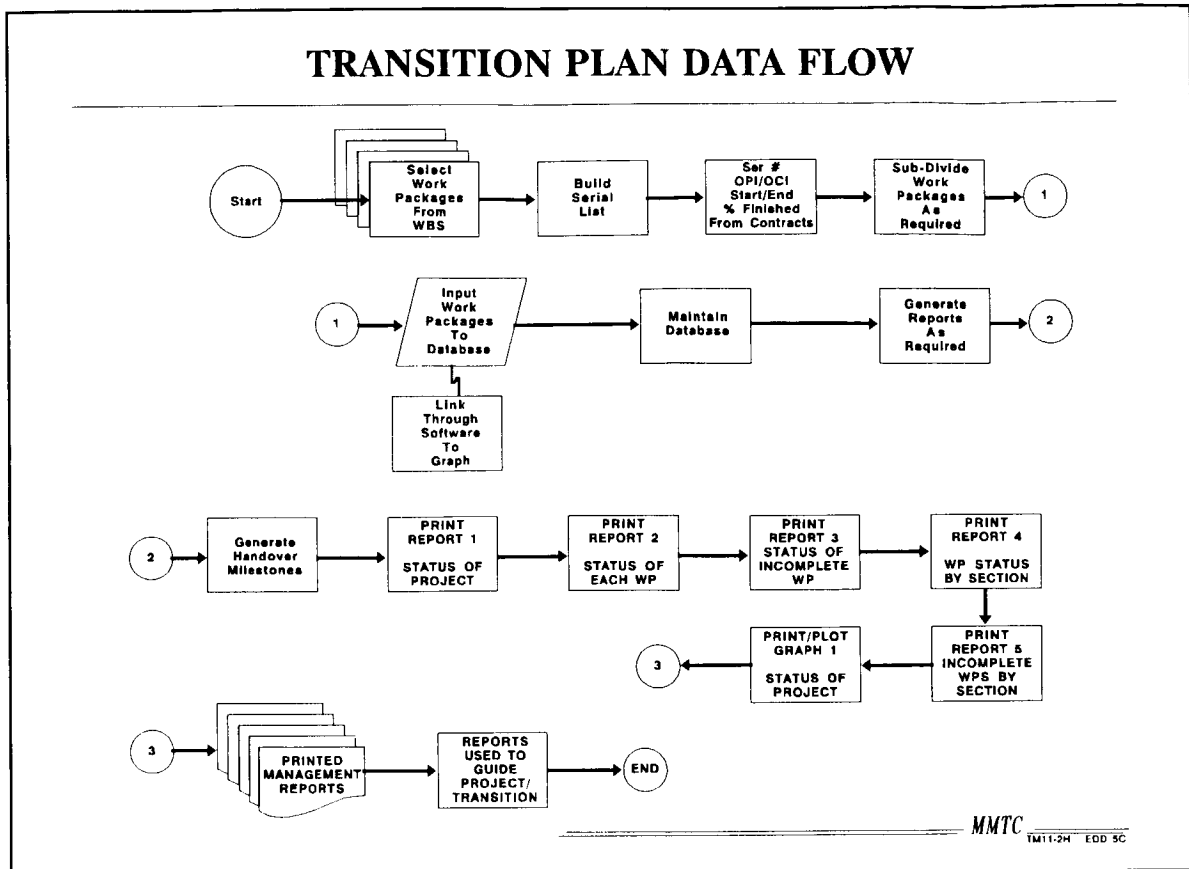 TRANSITION PLAN DATA FLOW
Start
Select
Work
Packages
From
WBS
Build
Serial
List
Ser #
OPI/OCI
Start/End
% Finished
From Contracts
Sub-Divide
Work
Packages
As
Required
1
1
Input
Work
Packages
To
Database
Maintain
Database
Generate
Reports
As
Required
2
Link
Through
Software
To
Graph
2
Generate
Handover
Milestones
PRINT
REPORT 1
STATUS OF
PROJECT
PRINT
REPORT 2
STATUS OF
EACH WP
PRINT
REPORT 3
STATUS OF
INCOMPLETE
WP
PRINT
REPORT 4
WP STATUS
BY SECTION
PRINT
REPORT 5
INCOMPLETE
WPS BY
SECTION
PRINT/PLOT
GRAPH 1
STATUS OF
PROJECT
3
3
PRINTED
MANAGEMENT
REPORTS
REPORTS
USED TO
GUIDE
PROJECT/
TRANSITION
END
MMTC
TM11-2H EDD 5C